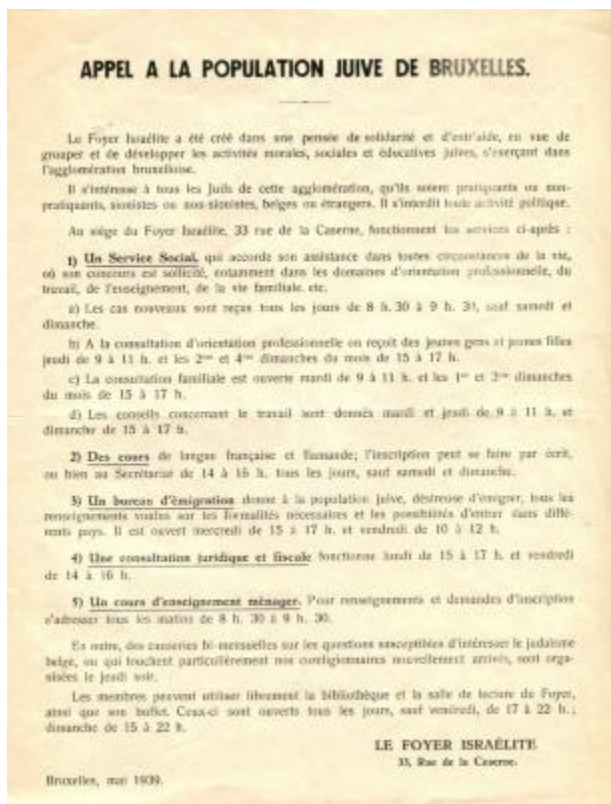 APPEL A LA POPULATION JUIVE DE BRUXELLES.
Le Foyer Israélite a été créé dans une pensée de solidarité et d'entr'aide, en vue de
grouper et de développer les activités morales, sociales et éducatives juives, s'exerçant dans
l'agglomération bruxelloise.
Il s'intéresse à tous les Juifs de cette agglomération, qu'ils soient pratiquants ou non-
pratiquants, sionistes ou non-sionistes, belges ou étrangers. Il s'interdit toute activité politique.
Au siège du Foyer Israélite, 33 rue de la Caserne, fonctionnent les services ci-après :
1) Un Service Social, qui accorde son assistance dans toutes circonstances de la vie,
où son concours est sollicité, notamment dans les domaines d'orientation professionnelle, du
travail, de l'enseignement, de la vie familiale. etc.
a) Les cas nouveaux sont reçus tous les jours de 8 h. 30 à 9 h. 30, sauf samedi et
dimanche.
b) A la consultation d'orientation professionnelle on reçoit des jeunes gens et jeunes filles
jeudi de 9 à 11 h. et les 2me et 4me dimanches du mois de 15 à 17 h.
c) La consultation familiale est ouverte mardi de 9 à 11 h. et les 1er et 3me dimanches
du mois de 15 à 17 h.
d) Les conseils concernant le travail sont donnés mardi et jeudi de 9 à 11 h. et
dimanche de 15 à 17 h.
2) Des cours de langue française et flamande; l'inscription peut se faire par écrit,
ou bien au Secrétariat de 14 à 16 h. tous les jours, sauf samedi et dimanche.
3) Un bureau d'émigration donne à la population juive, désireuse d'émigrer, tous les
renseignements voulus sur les formalités nécessaires et les possibilités d'entrer dans diffé-
rents pays. Il est ouvert mercredi de 15 à 17 h. et vendredi de 10 à 12 h.
4) Une consultation juridique et fiscale fonctionne lundi de 15 à 17 h. et vendredi
de 14 à 16 h.
5) Un cours d'enseignement ménager. Pour renseignements et demandes d'inscription
s'adresser tous les matins de 8 h. 30 à 9 h. 30.
En outre, des causeries bi-mensuelles sur les questions susceptibles d'intéresser le judaïsme
belge, ou qui touchent particulièrement nos coreligionnaires nouvellement arrivés, sont orga-
nisées le jeudi soir.
Les membres peuvent utiliser librement la bibliothèque et la salle de lecture du Foyer,
ainsi que son buffet. Ceux-ci sont ouverts tous les jours, sauf vendredi, de 17 à 22 h. ;
dimanche de 15 à 22 h.
LE FOYER ISRAÉLITE
33, Rue de la Caserne.
Bruxelles, mai 1939.